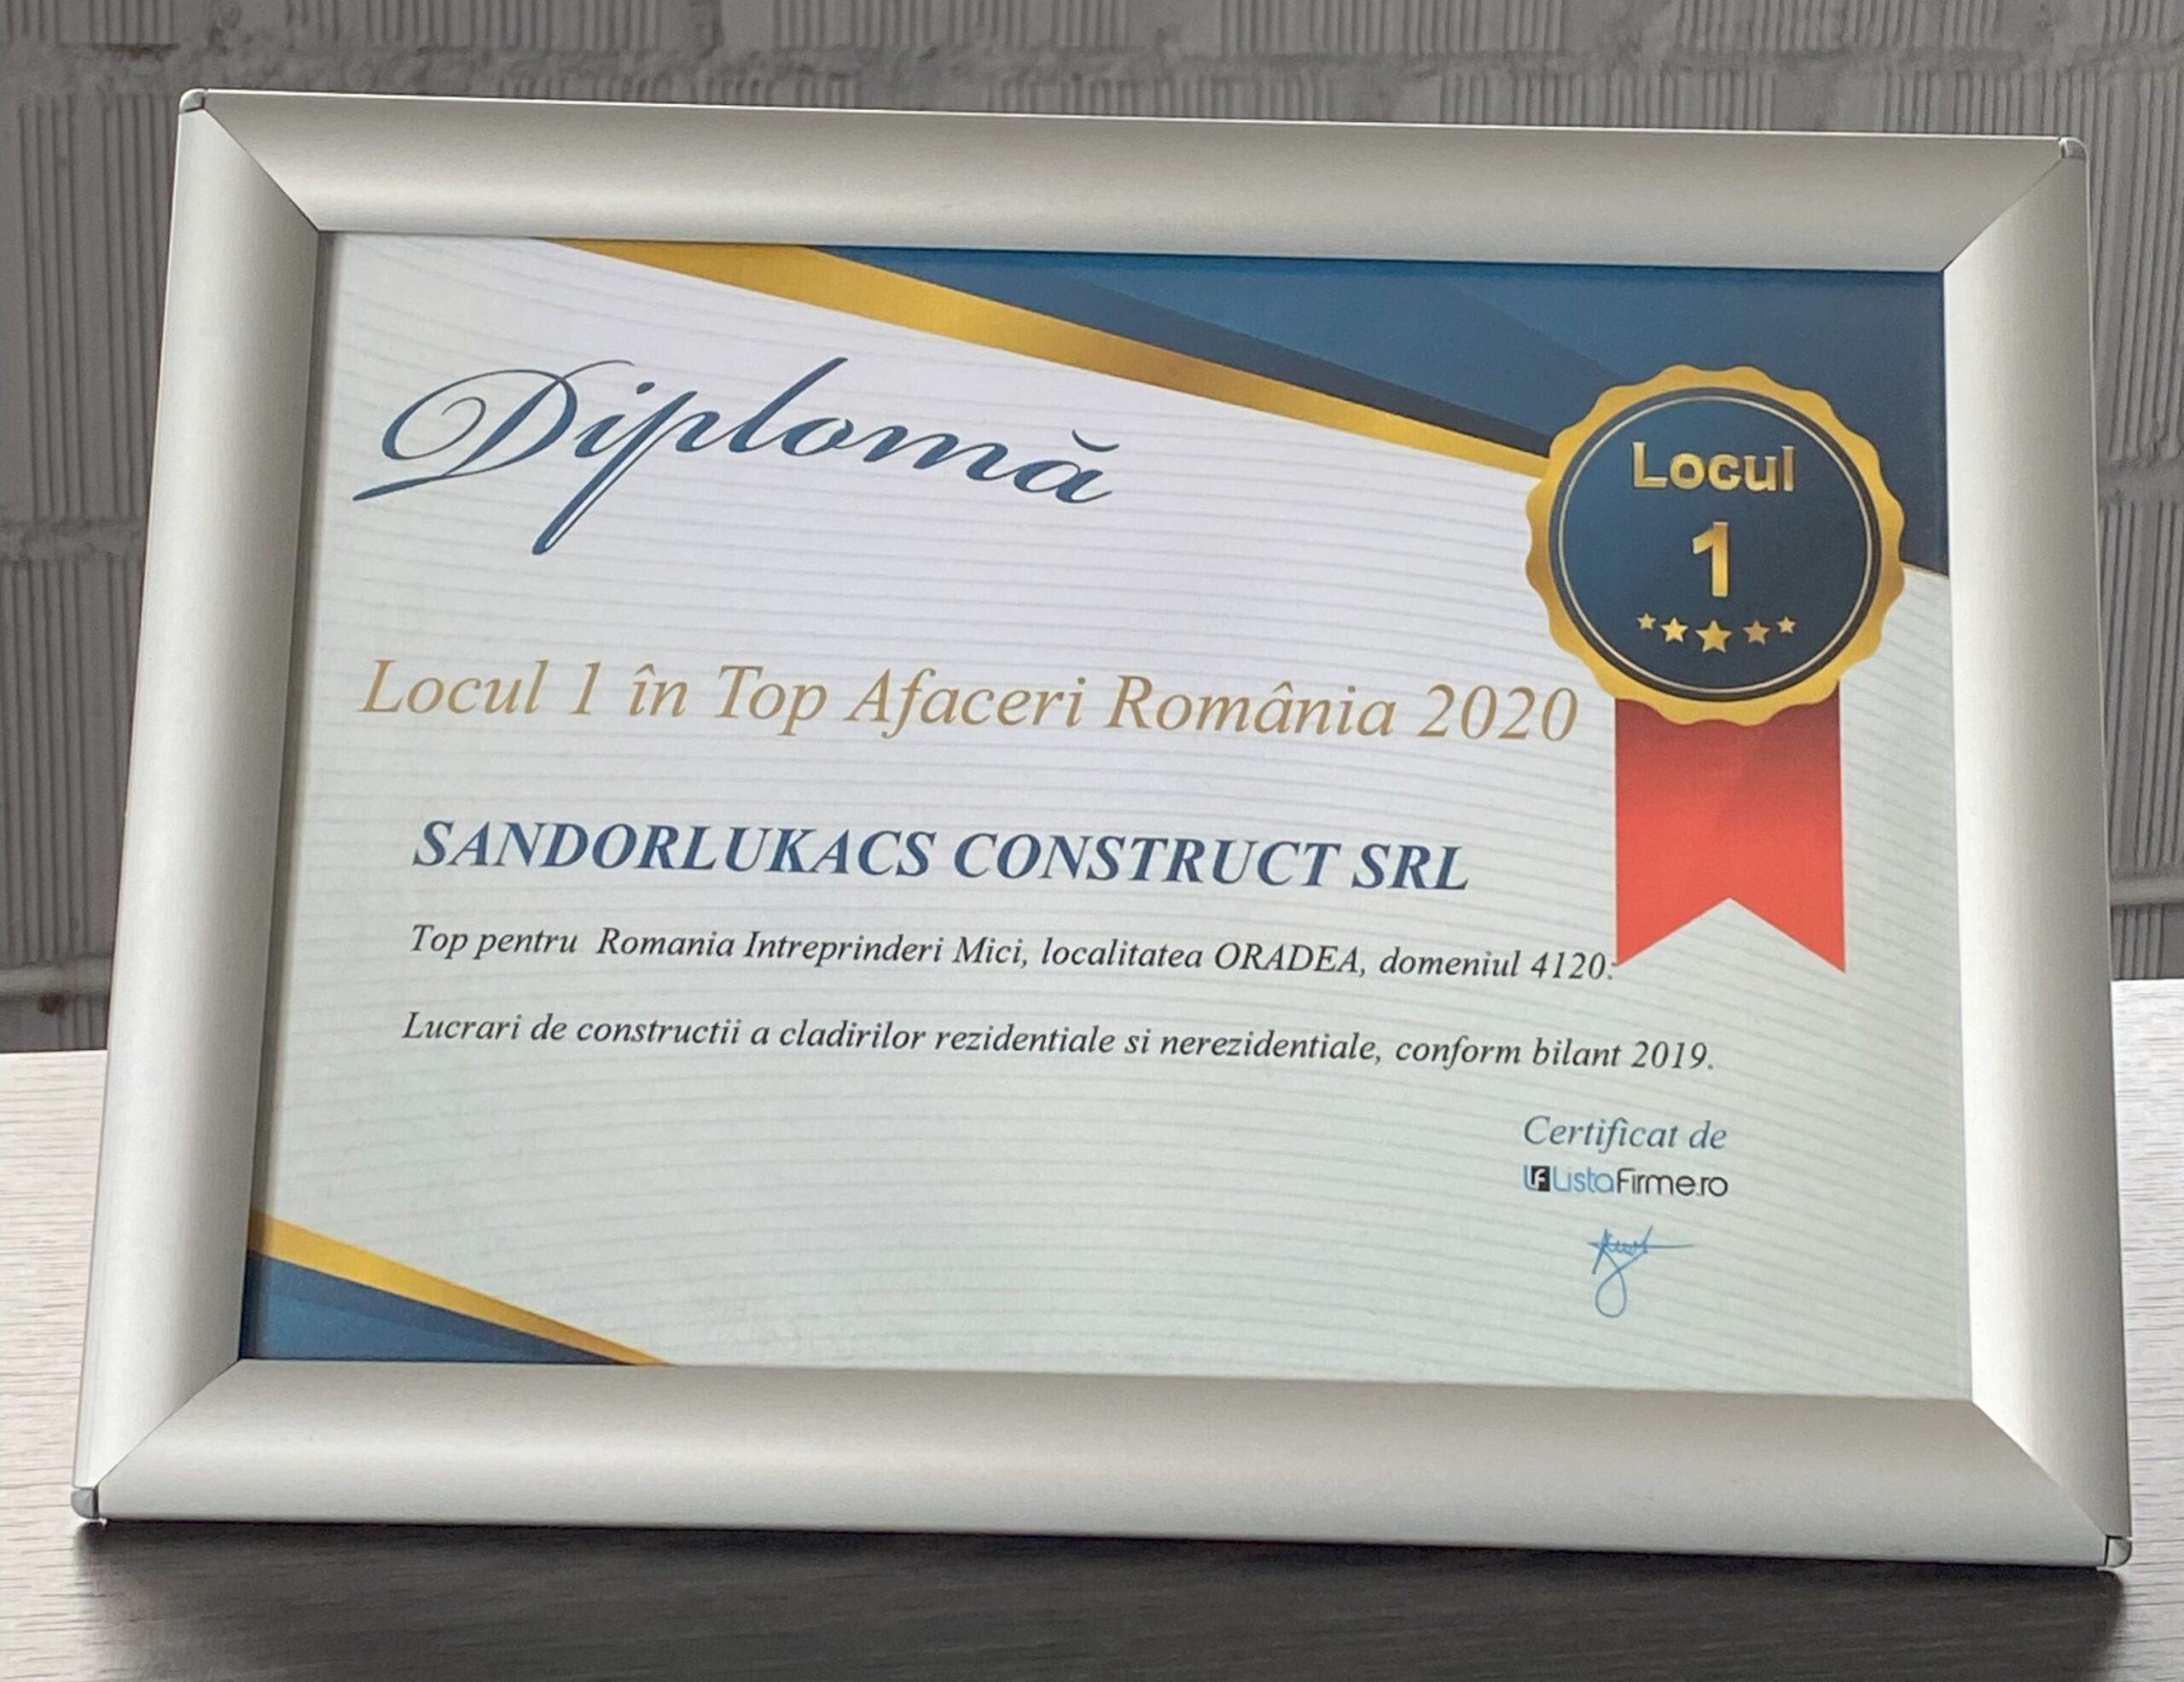 Diplomă
Locul
1
Locul 1 în Top Afaceri România 2020
SANDORLUKACS CONSTRUCT SRL
Top pentru Romania Intreprinderi Mici, localitatea ORADEA, domeniul 4120:
Lucrari de constructii a cladirilor rezidentiale si nerezidentiale, conform bilant 2019.
Certificat de
ListaFirme.ro